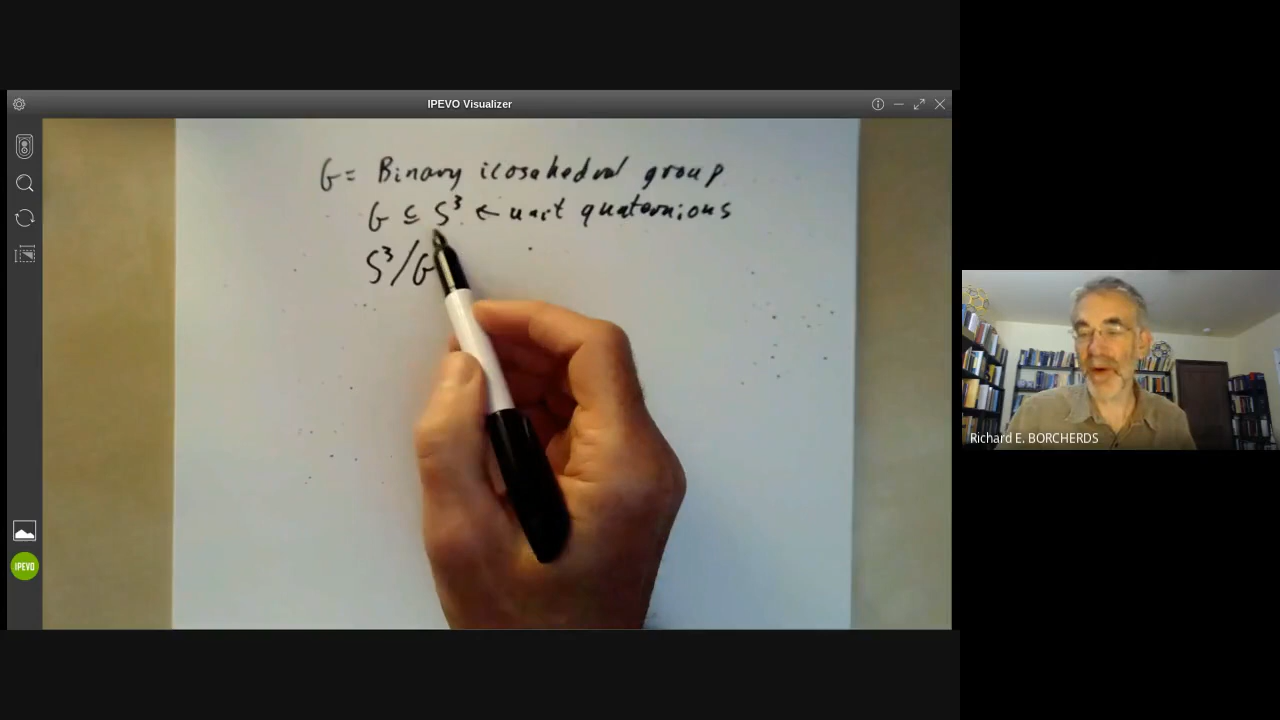 IPEVO Visualizer
G = Binary icosahedral group
G ⊆ S³ ← unit quaternions
S³/G
IPEVO
Richard E. BORCHERDS